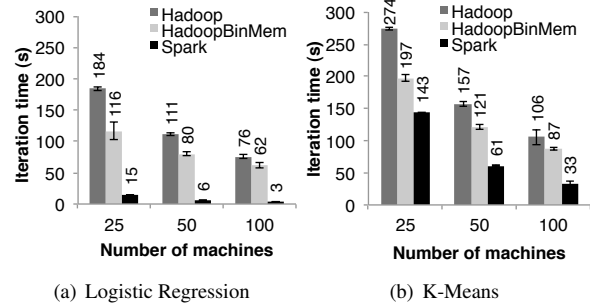 Hadoop
HadoopBinMem
Spark
Iteration time (s)
300
250
200
150
100
50
0
184
116
15
111
80
6
76
62
3
25 50 100
Number of machines
(a) Logistic Regression
Hadoop
HadoopBinMem
Spark
Iteration time (s)
300
250
200
150
100
50
0
274
197
143
157
121
61
106
87
33
25 50 100
Number of machines
(b) K-Means